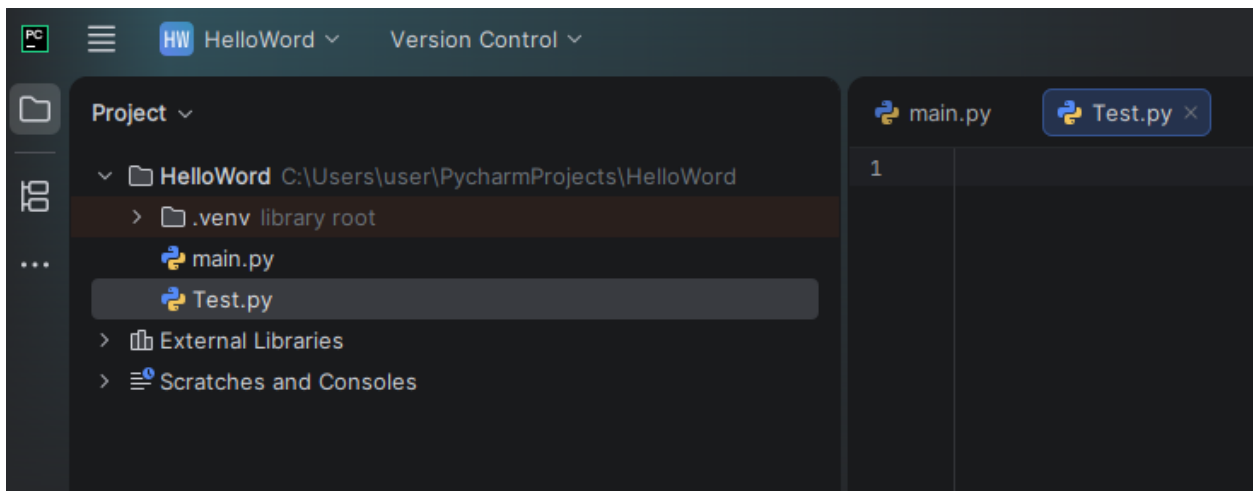 PC
HW HelloWord Version Control
Project
main.py Test.py
HelloWord C:\Users\user\PycharmProjects\HelloWord
1
.venv library root
main.py
Test.py
External Libraries
Scratches and Consoles